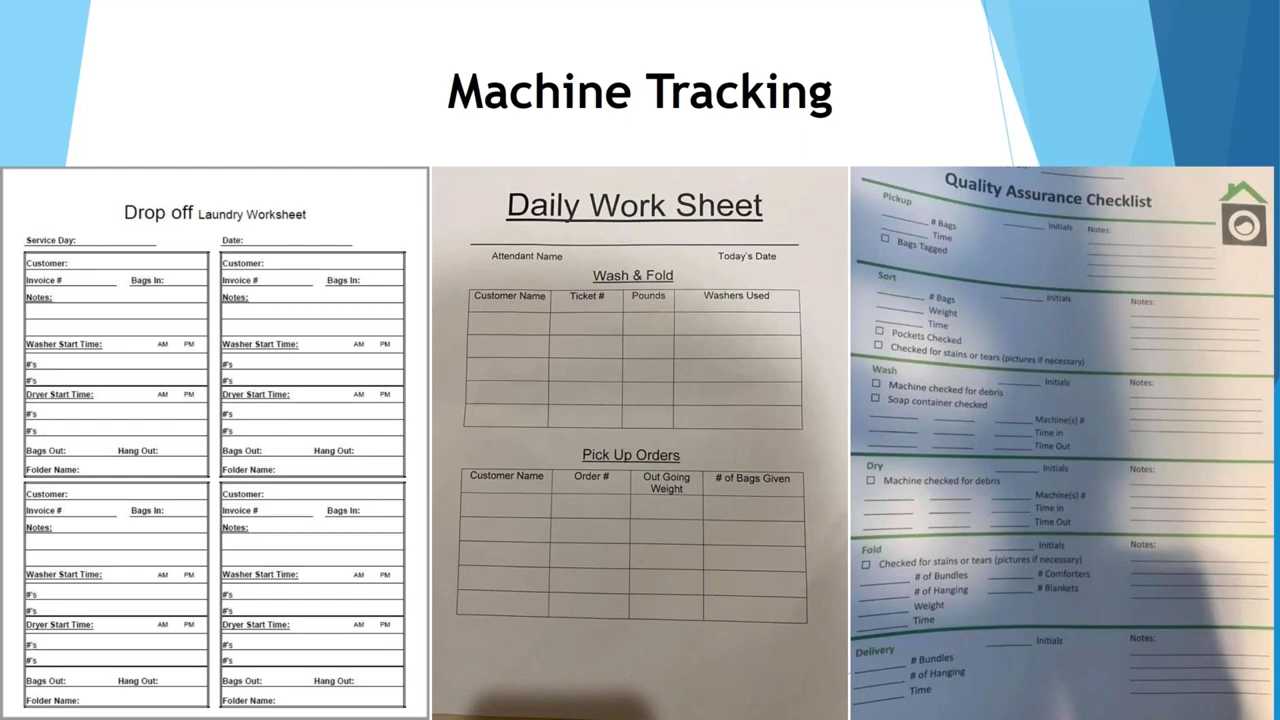 Machine Tracking
Drop off Laundry Worksheet
Service Day: Date:
Customer: Customer:
Invoice # Bags In: Invoice # Bags In:
Notes: Notes:
Washer Start Time: AM PM Washer Start Time: AM PM
#'s #'s
#'s #'s
Dryer Start Time: AM PM Dryer Start Time: AM PM
#'s #'s
#'s #'s
Bags Out: Hang Out: Bags Out: Hang Out:
Folder Name: Folder Name:
Customer: Customer:
Invoice # Bags In: Invoice # Bags In:
Notes: Notes:
Washer Start Time: AM PM Washer Start Time: AM PM
#'s #'s
#'s #'s
Dryer Start Time: AM PM Dryer Start Time: AM PM
#'s #'s
#'s #'s
Bags Out: Hang Out: Bags Out: Hang Out:
Folder Name: Folder Name:
Daily Work Sheet
Attendant Name Today's Date
Wash & Fold
Customer Name Ticket # Pounds Washers Used
Pick Up Orders
Customer Name Order # Out Going Weight # of Bags Given
Quality Assurance Checklist
Pickup
# Bags Initials Notes:
Time
Bags Tagged
Sort
# Bags Initials Notes:
Weight
Time
Pockets Checked
Checked for stains or tears (pictures if necessary)
Wash
Initials Notes:
Machine checked for debris
Soap container checked
Machine(s) #
Time in
Time Out
Dry
Initials Notes:
Machine checked for debris
Machine(s) #
Time in
Time Out
Fold
Initials Notes:
Checked for stains or tears (pictures if necessary)
# of Bundles # Comforters
# of Hanging # Blankets
Weight
Time
Delivery
Initials Notes:
# Bundles
# of Hanging
Time